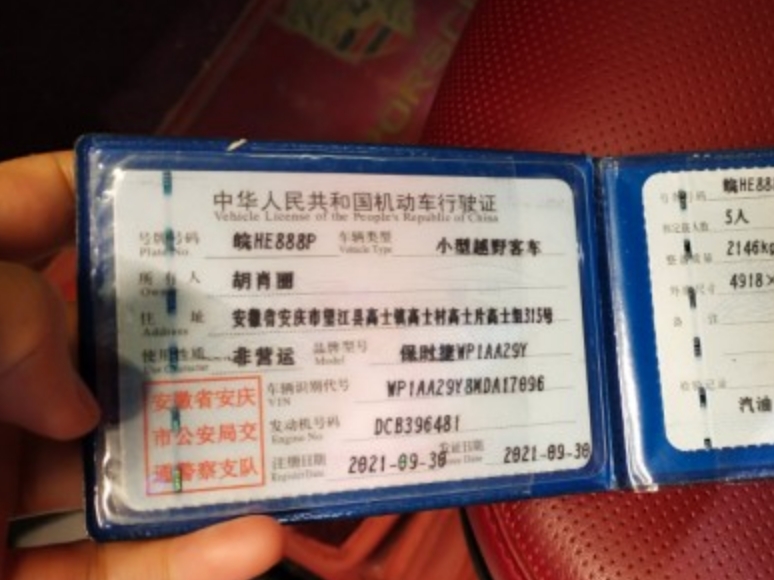 中华人民共和国机动车行驶证
Vehicle License of the People's Republic of China
号牌号码 皖HE888P 车辆类型 小型越野客车
Plate No. Vehicle Type
所有人 胡肖丽
Owner
住址 安徽省安庆市望江县高士镇高士村高士片高士组315号
Address
使用性质 非营运 品牌型号 保时捷WP1AA29Y
Use Character Model
车辆识别代号 WP1AA29Y8MDA17096
VIN
发动机号码 DCB396481
Engine No
注册日期 2021-09-30 发证日期 2021-09-30
Register Date Issue Date
安徽省安庆
市公安局交
通警察支队
号牌号码 皖HE88
核定载人数 5人
整备质量 2146kg
外廓尺寸 4918×
备注
检验记录
汽油